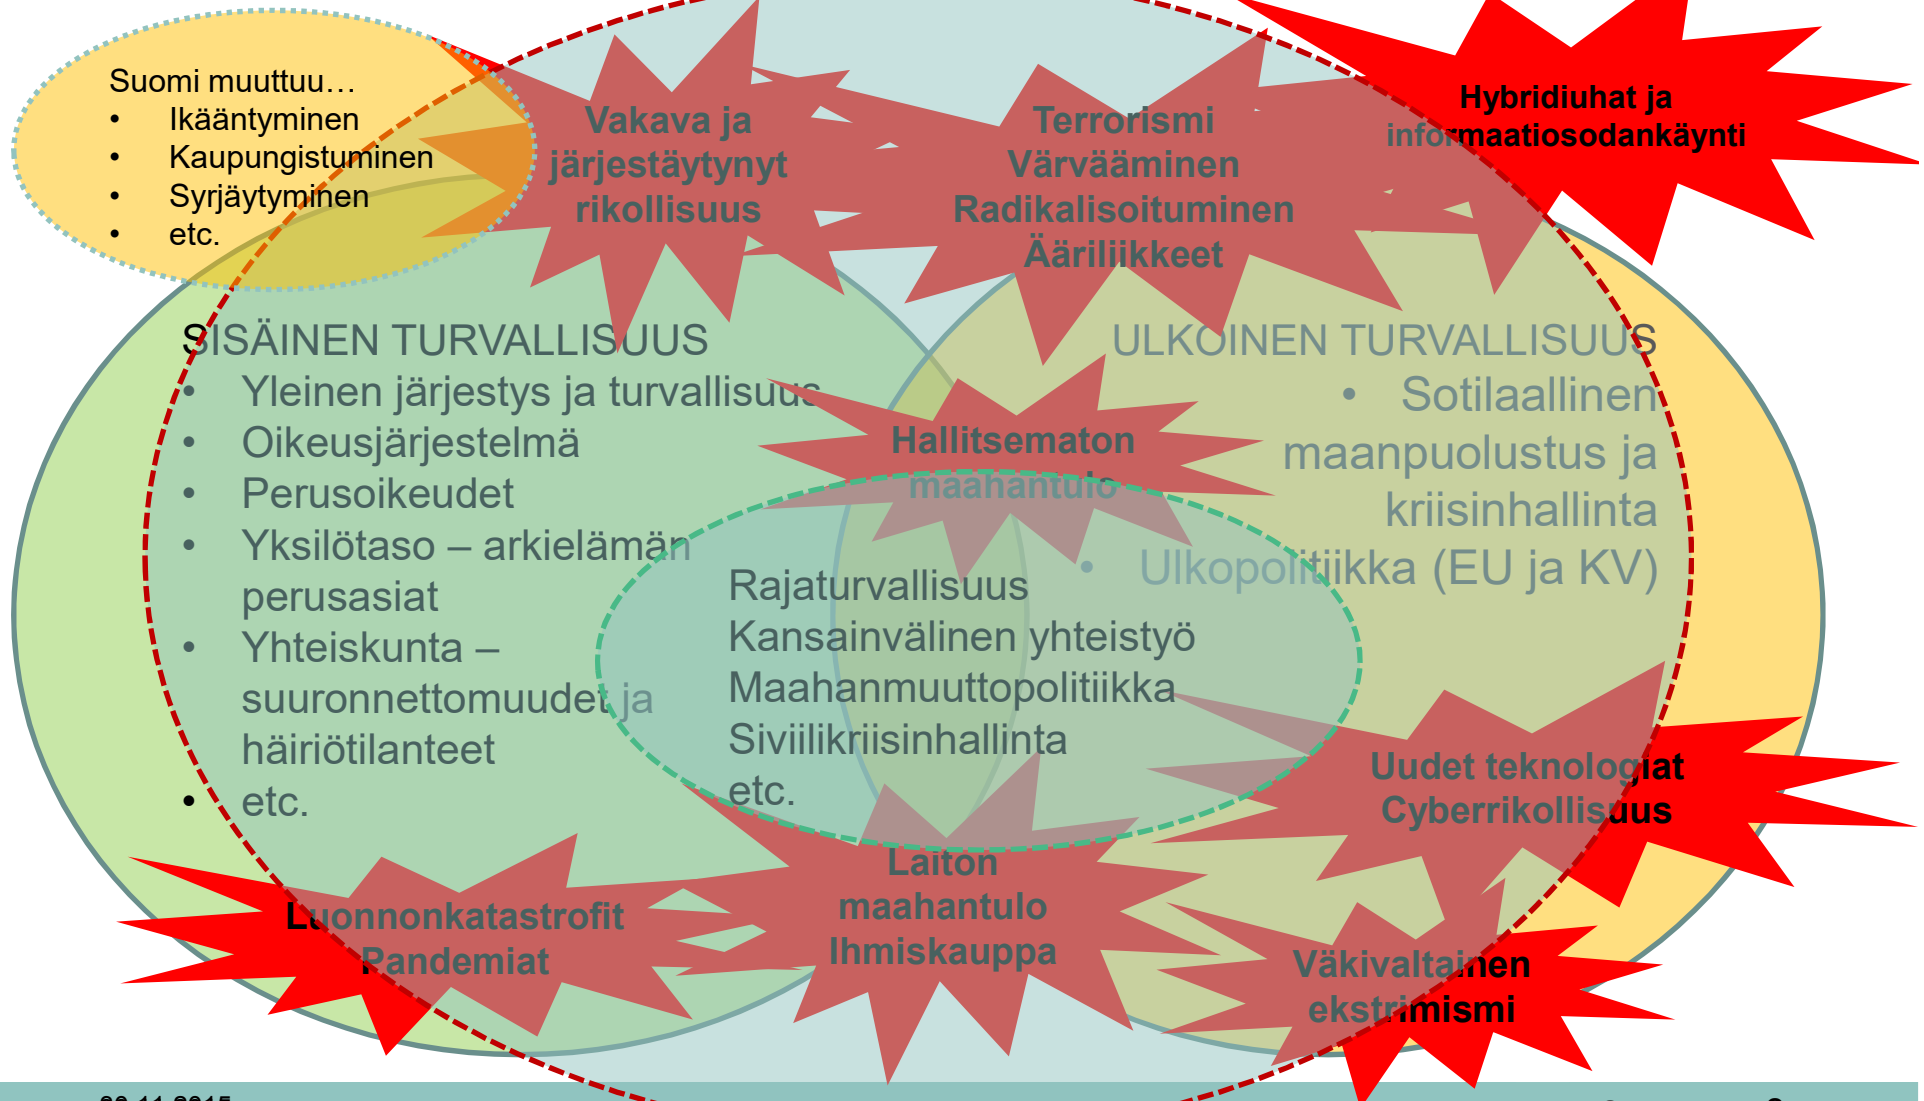 Suomi muuttuu…
• Ikääntyminen
• Kaupungistuminen
• Syrjäytyminen
• etc.
Vakava ja
järjestäytynyt
rikollisuus
Terrorismi
Värvääminen
Radikalisoituminen
Ääriliikkeet
Hybridiuhat ja
informaatiosodankäynti
SISÄINEN TURVALLISUUS
• Yleinen järjestys ja turvallisuus
• Oikeusjärjestelmä
• Perusoikeudet
• Yksilötaso – arkielämän
perusasiat
• Yhteiskunta –
suuronnettomuudet ja
häiriötilanteet
• etc.
ULKOINEN TURVALLISUUS
• Sotilaallinen
maanpuolustus ja
kriisinhallinta
• Ulkopolitiikka (EU ja KV)
Hallitsematon
maahantulo
Rajaturvallisuus
Kansainvälinen yhteistyö
Maahanmuuttopolitiikka
Siviilikriisinhallinta
etc.
Uudet teknologiat
Cyberrikollisuus
Laiton
maahantulo
Ihmiskauppa
Luonnonkatastrofit
Pandemiat
Väkivaltainen
ekstrimismi